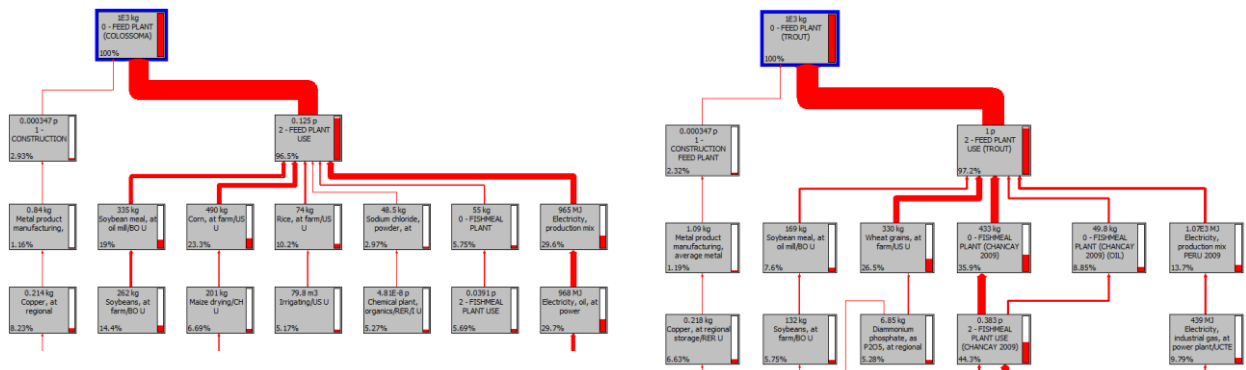 1E3 kg
0 - FEED PLANT
(COLOSSOMA)
100%
0.000347 p
1 -
CONSTRUCTION
2.93%
0.125 p
2 - FEED PLANT
USE
96.5%
0.84 kg
Metal product
manufacturing,
1.16%
335 kg
Soybean meal, at
oil mill/BO U
19%
490 kg
Corn, at farm/US
U
23.3%
74 kg
Rice, at farm/US
U
10.2%
48.5 kg
Sodium chloride,
powder, at
2.97%
55 kg
0 - FISHMEAL
PLANT
5.75%
965 MJ
Electricity,
production mix
29.6%
0.214 kg
Copper, at
regional
8.23%
262 kg
Soybeans, at
farm/BO U
14.4%
201 kg
Maize drying/CH
U
6.69%
79.8 m3
Irrigating/US U
5.17%
4.81E-8 p
Chemical plant,
organics/RER/I U
5.27%
0.0391 p
2 - FISHMEAL
PLANT USE
5.69%
968 MJ
Electricity, oil, at
power
29.7%
1E3 kg
0 - FEED PLANT
(TROUT)
100%
0.000347 p
1 -
CONSTRUCTION
FEED PLANT
2.32%
1 p
2 - FEED PLANT
USE (TROUT)
97.2%
1.09 kg
Metal product
manufacturing,
average metal
1.19%
169 kg
Soybean meal, at
oil mill/BO U
7.6%
330 kg
Wheat grains, at
farm/US U
26.5%
433 kg
0 - FISHMEAL
PLANT (CHANCAY
2009)
35.9%
49.8 kg
0 - FISHMEAL
PLANT (CHANCAY
2009) (OIL)
8.85%
1.07E3 MJ
Electricity,
production mix
PERU 2009
13.7%
0.218 kg
Copper, at regional
storage/RER U
6.63%
132 kg
Soybeans, at
farm/BO U
5.75%
6.85 kg
Diammonium
phosphate, as
P2O5, at regional
5.28%
0.383 p
2 - FISHMEAL
PLANT USE
(CHANCAY 2009)
44.3%
439 MJ
Electricity,
industrial gas, at
power plant/UCTE
9.79%